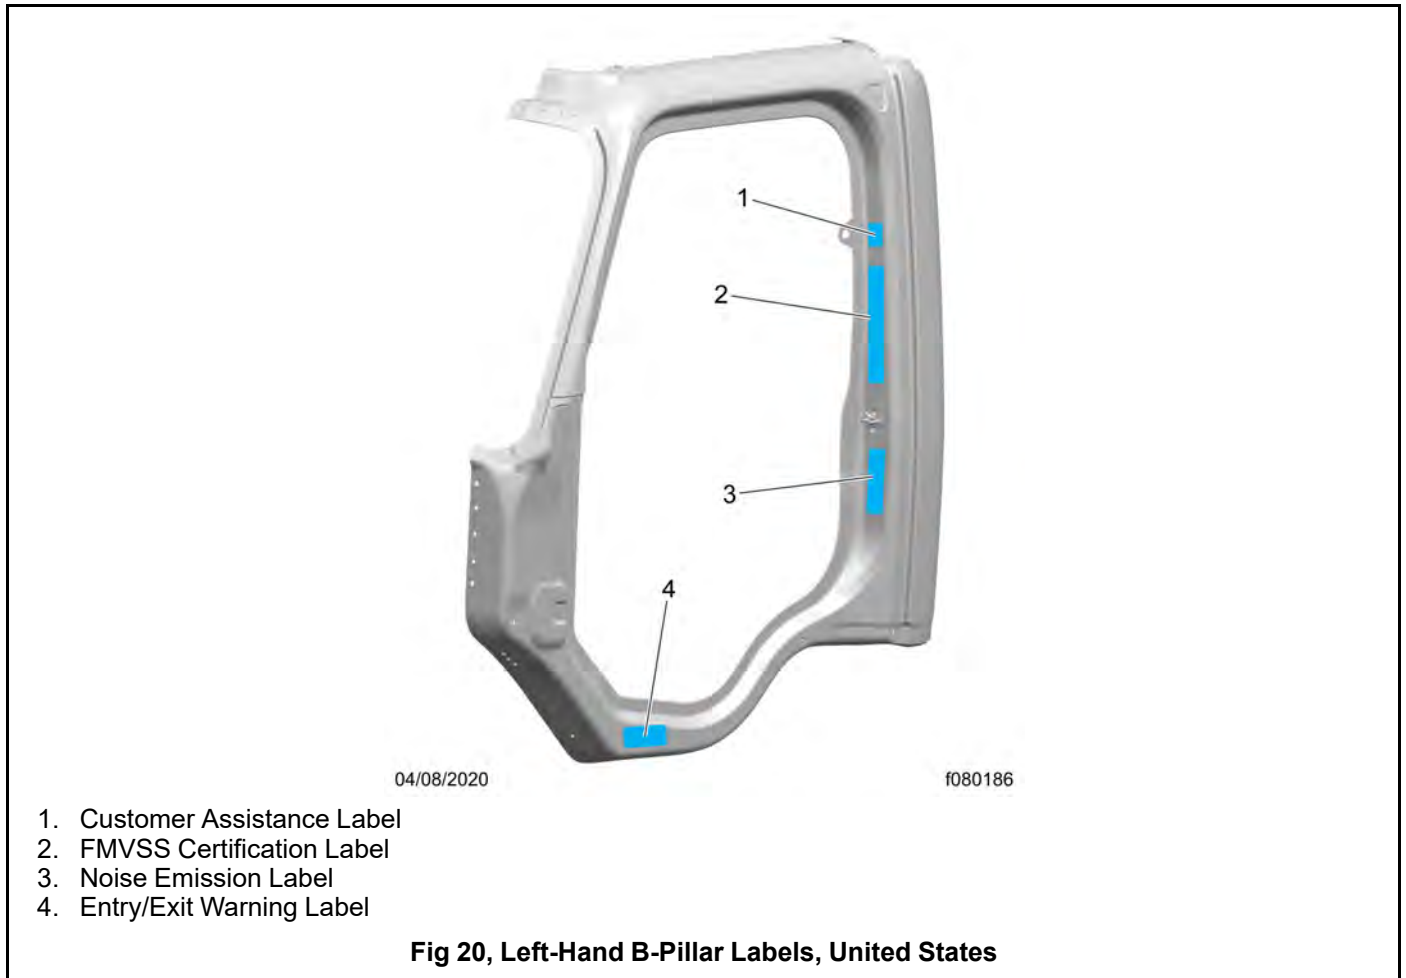 1
2
3
4
04/08/2020 f080186
1. Customer Assistance Label
2. FMVSS Certification Label
3. Noise Emission Label
4. Entry/Exit Warning Label
Fig 20, Left-Hand B-Pillar Labels, United States